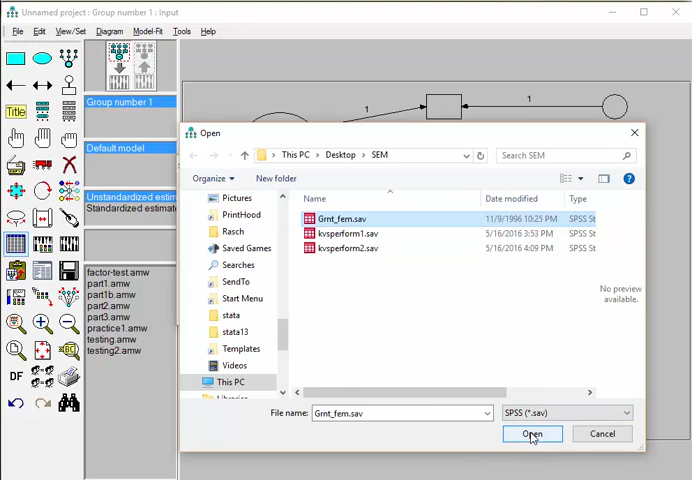 Unnamed project : Group number 1 : Input
File Edit View/Set Diagram Model-Fit Tools Help
Title
Group number 1
Default model
Unstandardized estim
Standardized estimate
factor-test.amw
part1.amw
part1b.amw
part2.amw
part3.amw
practice1.amw
testing.amw
testing2.amw
DF
1
1
Open
This PC > Desktop > SEM
Search SEM
Organize New folder
Name Date modified Type
Pictures
PrintHood
Rasch
Saved Games
Searches
SendTo
Start Menu
stata
stata13
Templates
Videos
This PC
Grnt_fem.sav 11/9/1996 10:25 PM SPSS St
kvsperform1.sav 5/16/2016 3:53 PM SPSS St
kvsperform2.sav 5/16/2016 4:09 PM SPSS St
No preview
available.
File name: Grnt_fem.sav SPSS (*.sav)
Open Cancel